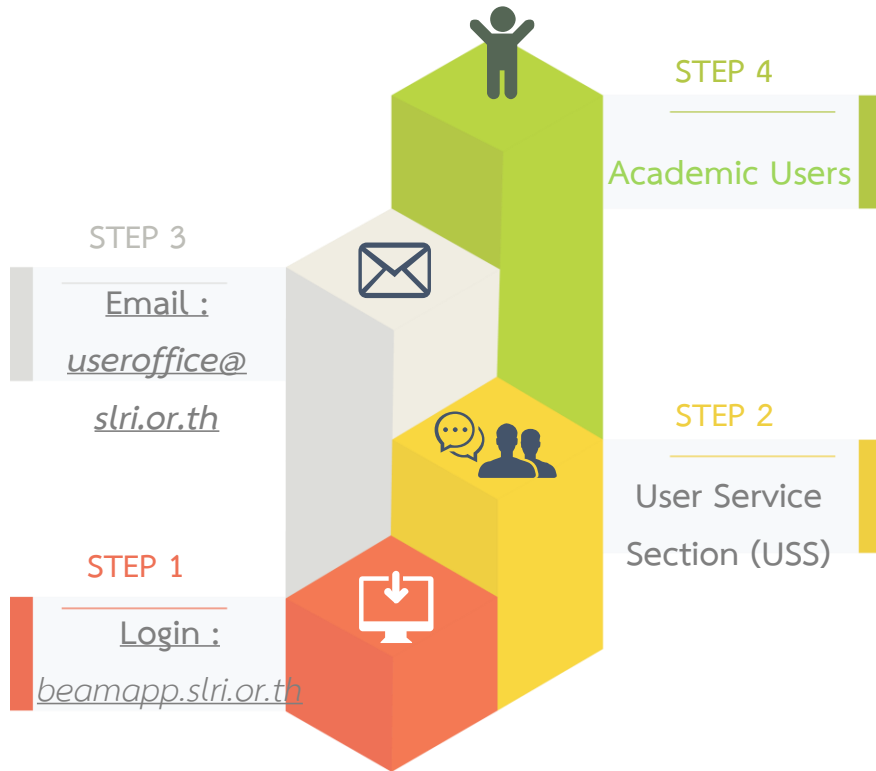 STEP 4
Academic Users
STEP 3
Email :
useroffice@
slri.or.th
STEP 2
User Service
Section (USS)
STEP 1
Login :
beamapp.slri.or.th